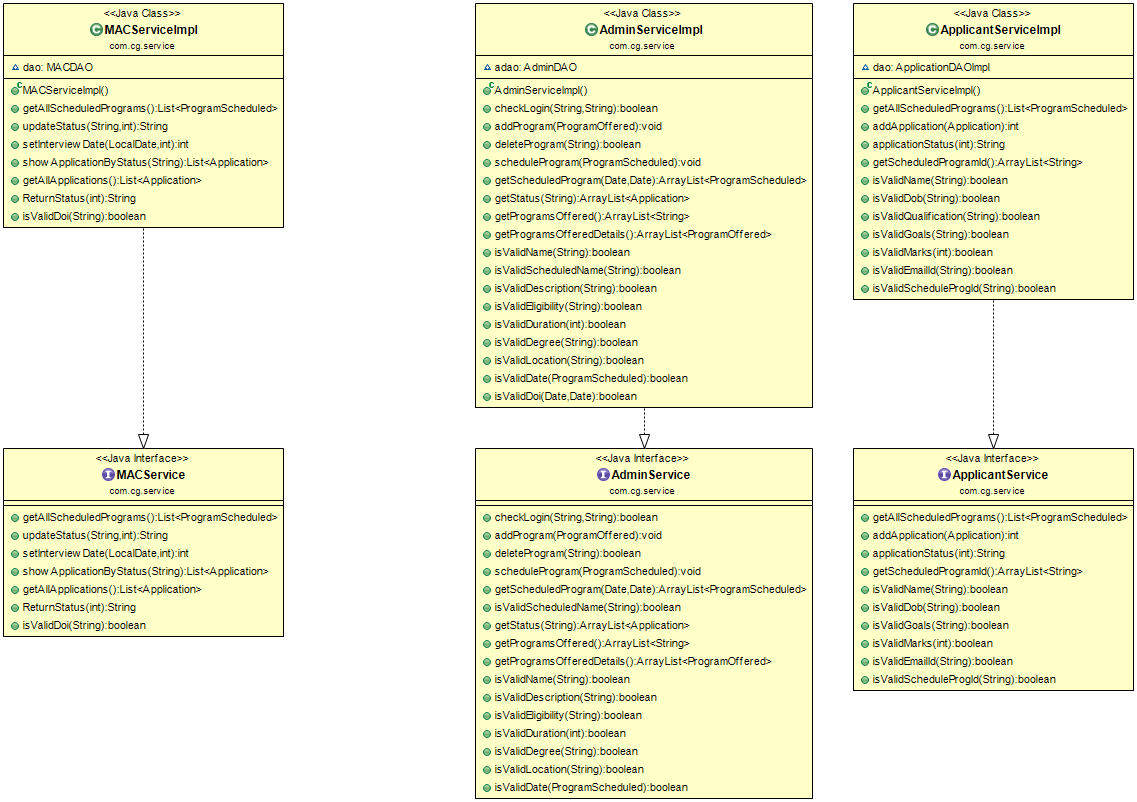 <<Java Class>>
MACServiceImpl
com.cg.service
dao: MACDAO
MACServiceImpl()
getAllScheduledPrograms():List<ProgramScheduled>
updateStatus(String,int):String
setInterviewDate(LocalDate,int):int
showApplicationByStatus(String):List<Application>
getAllApplications():List<Application>
ReturnStatus(int):String
isValidDoi(String):boolean
<<Java Class>>
AdminServiceImpl
com.cg.service
adao: AdminDAO
AdminServiceImpl()
checkLogin(String,String):boolean
addProgram(ProgramOffered):void
deleteProgram(String):boolean
scheduleProgram(ProgramScheduled):void
getScheduledProgram(Date,Date):ArrayList<ProgramScheduled>
getStatus(String):ArrayList<Application>
getProgramsOffered():ArrayList<String>
getProgramsOfferedDetails():ArrayList<ProgramOffered>
isValidName(String):boolean
isValidScheduledName(String):boolean
isValidDescription(String):boolean
isValidEligibility(String):boolean
isValidDuration(int):boolean
isValidDegree(String):boolean
isValidLocation(String):boolean
isValidDate(ProgramScheduled):boolean
isValidDoi(Date,Date):boolean
<<Java Class>>
ApplicantServiceImpl
com.cg.service
dao: ApplicationDAOImpl
ApplicantServiceImpl()
getAllScheduledPrograms():List<ProgramScheduled>
addApplication(Application):int
applicationStatus(int):String
getScheduledProgramId():ArrayList<String>
isValidName(String):boolean
isValidDob(String):boolean
isValidQualification(String):boolean
isValidGoals(String):boolean
isValidMarks(int):boolean
isValidEmailId(String):boolean
isValidScheduleProgId(String):boolean
<<Java Interface>>
MACService
com.cg.service
getAllScheduledPrograms():List<ProgramScheduled>
updateStatus(String,int):String
setInterviewDate(LocalDate,int):int
showApplicationByStatus(String):List<Application>
getAllApplications():List<Application>
ReturnStatus(int):String
isValidDoi(String):boolean
<<Java Interface>>
AdminService
com.cg.service
checkLogin(String,String):boolean
addProgram(ProgramOffered):void
deleteProgram(String):boolean
scheduleProgram(ProgramScheduled):void
getScheduledProgram(Date,Date):ArrayList<ProgramScheduled>
isValidScheduledName(String):boolean
getStatus(String):ArrayList<Application>
getProgramsOffered():ArrayList<String>
getProgramsOfferedDetails():ArrayList<ProgramOffered>
isValidName(String):boolean
isValidDescription(String):boolean
isValidEligibility(String):boolean
isValidDuration(int):boolean
isValidDegree(String):boolean
isValidLocation(String):boolean
isValidDate(ProgramScheduled):boolean
<<Java Interface>>
ApplicantService
com.cg.service
getAllScheduledPrograms():List<ProgramScheduled>
addApplication(Application):int
applicationStatus(int):String
getScheduledProgramId():ArrayList<String>
isValidName(String):boolean
isValidDob(String):boolean
isValidGoals(String):boolean
isValidMarks(int):boolean
isValidEmailId(String):boolean
isValidScheduleProgId(String):boolean